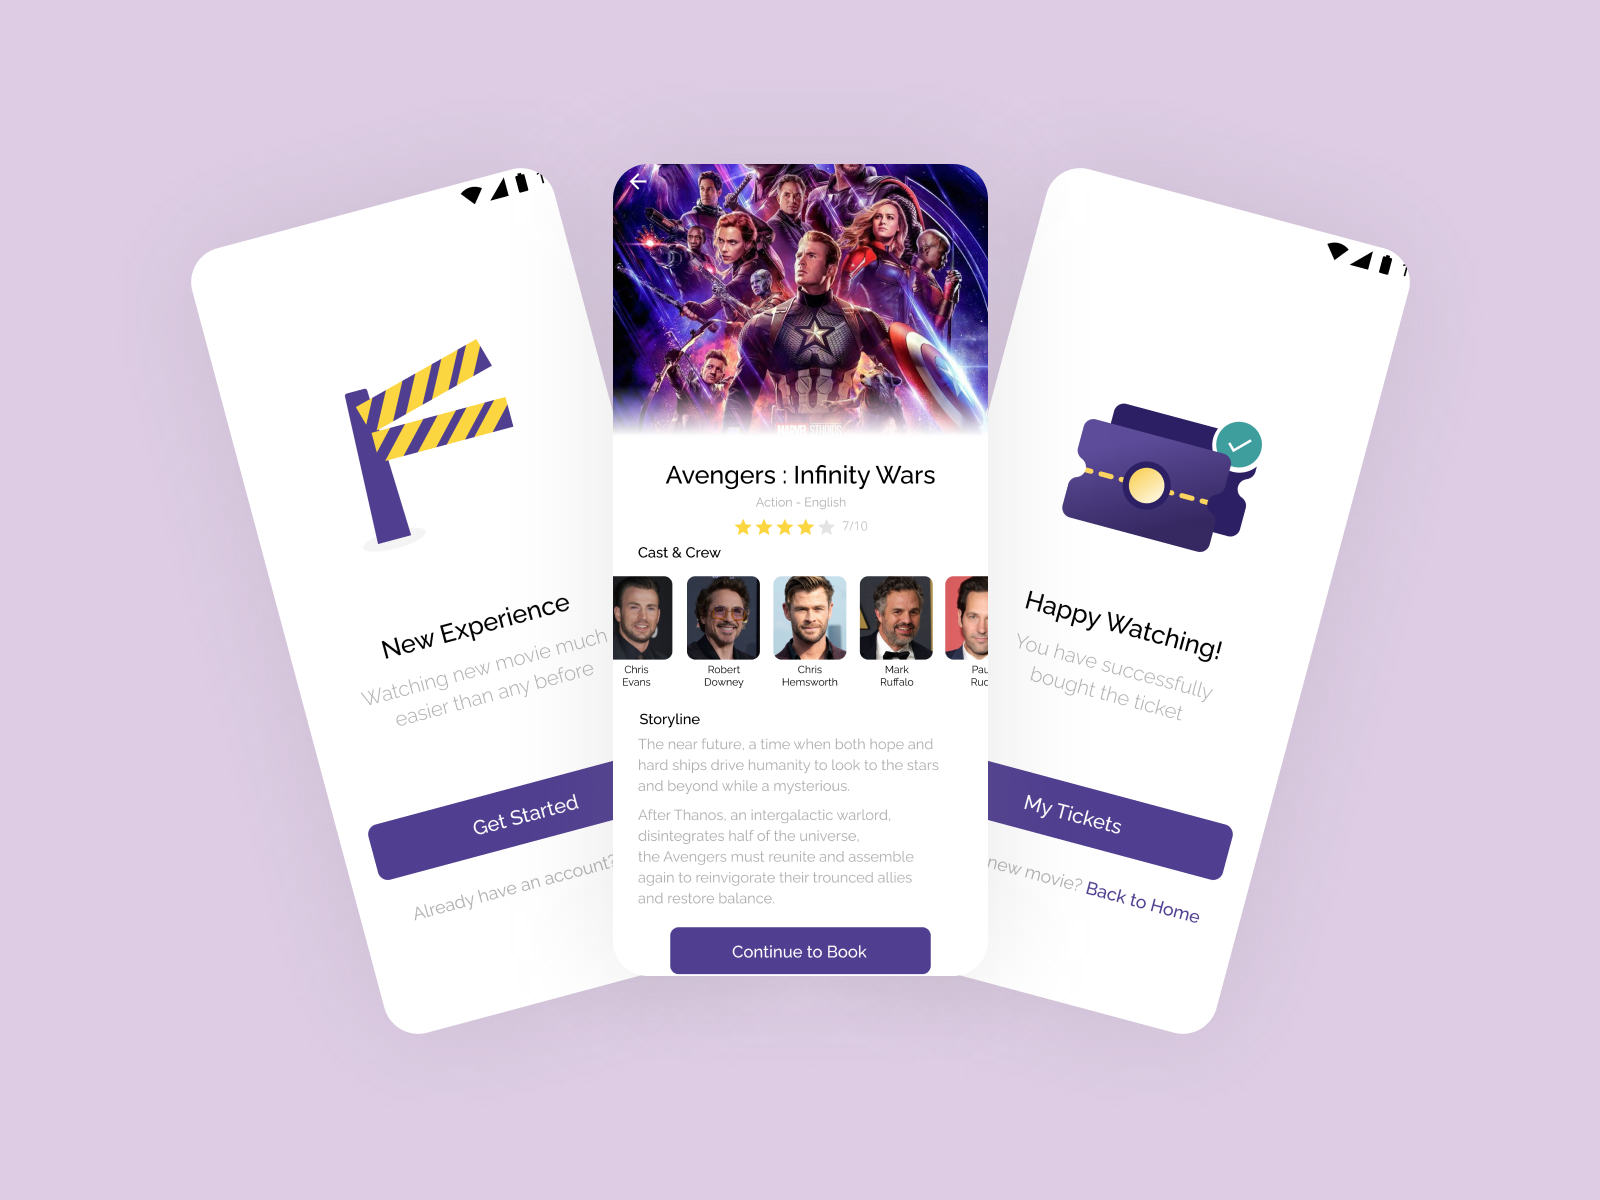 New Experience
Watching new movie much
easier than any before
Get Started
Already have an account?
MARVEL STUDIOS
Avengers : Infinity Wars
Action - English
7/10
Cast & Crew
Chris
Evans
Robert
Downey
Chris
Hemsworth
Mark
Ruffalo
Pau
Ruc
Storyline
The near future, a time when both hope and
hard ships drive humanity to look to the stars
and beyond while a mysterious.
After Thanos, an intergalactic warlord,
disintegrates half of the universe,
the Avengers must reunite and assemble
again to reinvigorate their trounced allies
and restore balance.
Continue to Book
Happy Watching!
You have successfully
bought the ticket
My Tickets
new movie? Back to Home